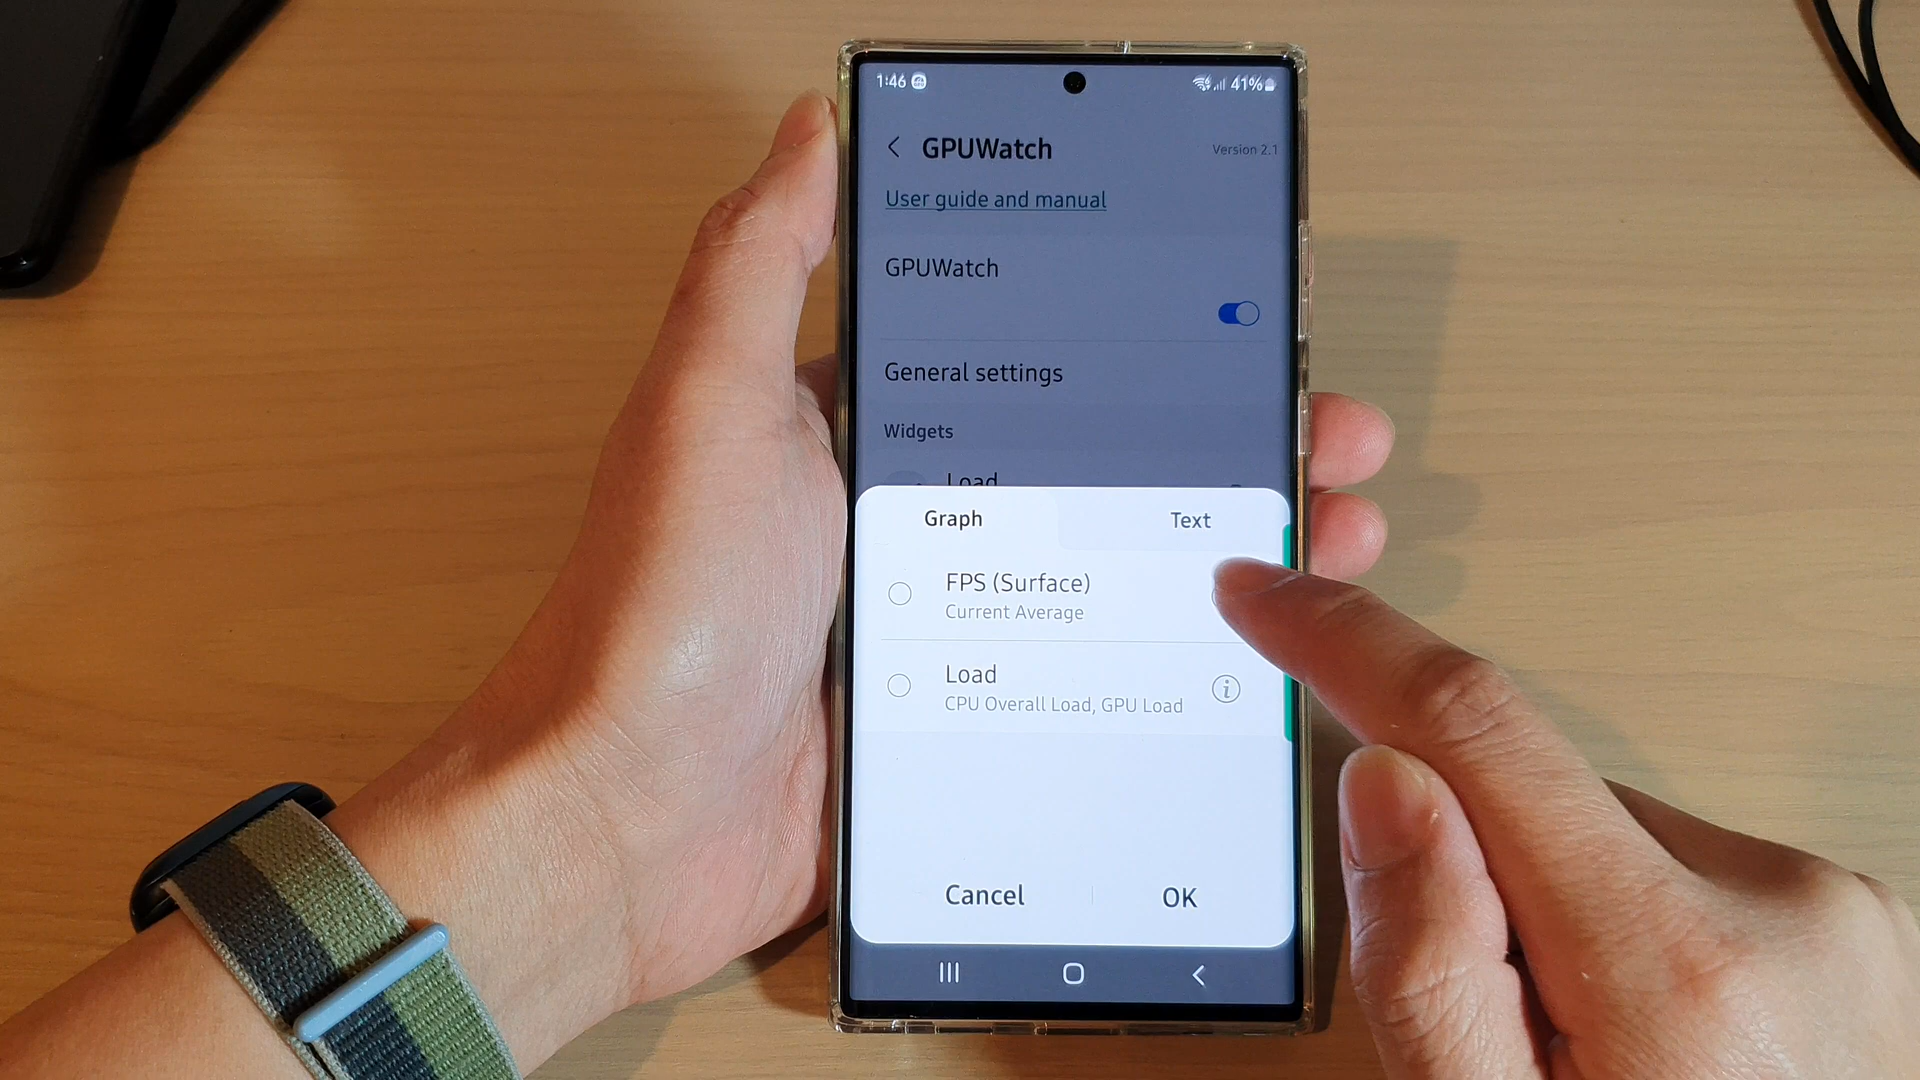 1:46 41%
GPUWatch Version 2.1
User guide and manual
GPUWatch
General settings
Widgets
Load
Graph Text
FPS (Surface)
Current Average
Load
CPU Overall Load, GPU Load
Cancel OK